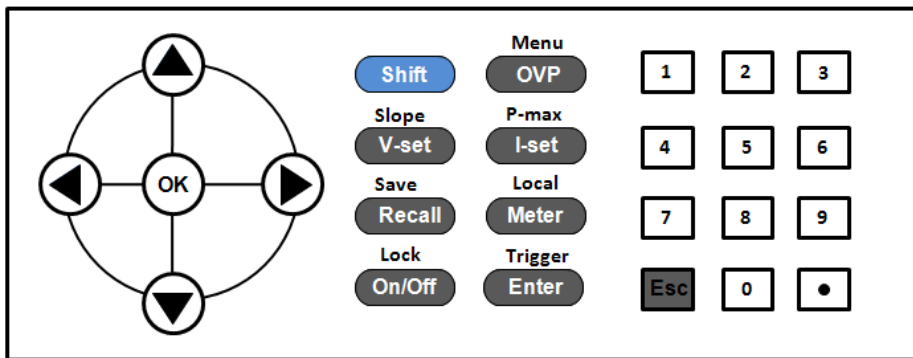 Menu
Shift OVP 1 2 3
Slope P-max
V-set I-set 4 5 6
OK
Save Local
Recall Meter 7 8 9
Lock Trigger
On/Off Enter Esc 0 •